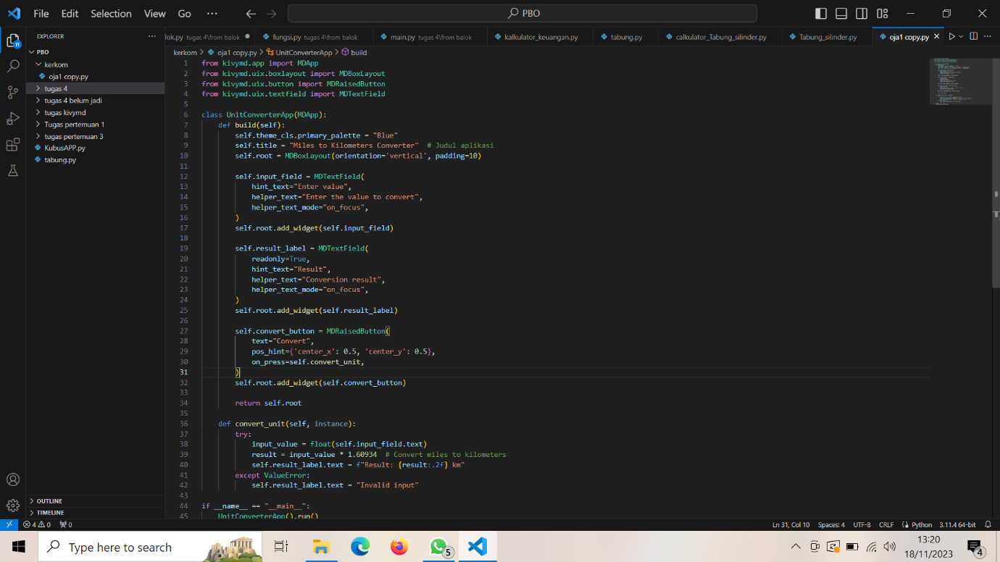 File Edit Selection View Go ··· PBO
EXPLORER ···
lok.py tugas 4\from balok
fungsi.py tugas 4\from balok
main.py tugas 4\from balok
kalkulator_keuangan.py
tabung.py
calkulator_Tabung_silinder.py
Tabung_silinder.py
oja1 copy.py
PBO
kerkom
oja1 copy.py
tugas 4
tugas 4 belum jadi
tugas kivymd
Tugas pertemuan 1
tugas pertemuan 3
KubusAPP.py
tabung.py
OUTLINE
TIMELINE
11
kerkom > oja1 copy.py > UnitConverterApp > build
1 from kivymd.app import MDApp
2 from kivymd.uix.boxlayout import MDBoxLayout
3 from kivymd.uix.button import MDRaisedButton
4 from kivymd.uix.textfield import MDTextField
5
6 class UnitConverterApp(MDApp):
7 def build(self):
8 self.theme_cls.primary_palette = "Blue"
9 self.title = "Miles to Kilometers Converter" # Judul aplikasi
10 self.root = MDBoxLayout(orientation='vertical', padding=10)
11
12 self.input_field = MDTextField(
13 hint_text="Enter value",
14 helper_text="Enter the value to convert",
15 helper_text_mode="on_focus",
16 )
17 self.root.add_widget(self.input_field)
18
19 self.result_label = MDTextField(
20 readonly=True,
21 hint_text="Result",
22 helper_text="Conversion result",
23 helper_text_mode="on_focus",
24 )
25 self.root.add_widget(self.result_label)
26
27 self.convert_button = MDRaisedButton(
28 text="Convert",
29 pos_hint={'center_x': 0.5, 'center_y': 0.5},
30 on_press=self.convert_unit,
31 )
32 self.root.add_widget(self.convert_button)
33
34 return self.root
35
36 def convert_unit(self, instance):
37 try:
38 input_value = float(self.input_field.text)
39 result = input_value * 1.60934 # Convert miles to kilometers
40 self.result_label.text = f"Result: {result:.2f} km"
41 except ValueError:
42 self.result_label.text = "Invalid input"
43
44 if __name__ == "__main__":
45 UnitConverterApp().run()
4 0 0 Ln 31, Col 10 Spaces: 4 UTF-8 CRLF Python 3.11.4 64-bit
Type here to search
5
13:20
18/11/2023
4